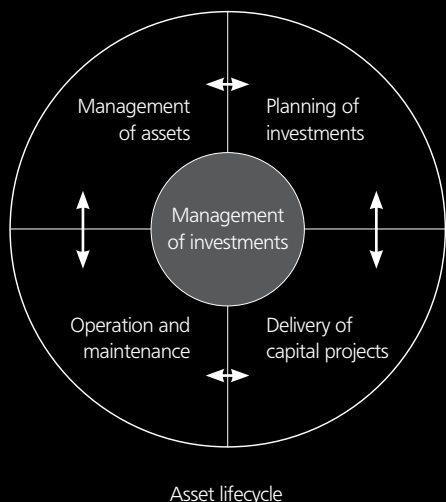 Management
of assets
Planning of
investments
Management
of investments
Operation and
maintenance
Delivery of
capital projects
Asset lifecycle